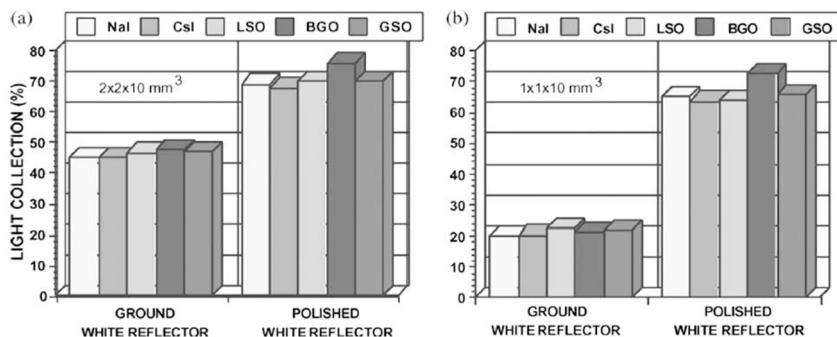 (a)
NaI CsI LSO BGO GSO
LIGHT COLLECTION (%)
80
70
60
50
40
30
20
10
0
2x2x10 mm³
GROUND
WHITE REFLECTOR
POLISHED
WHITE REFLECTOR
(b)
NaI CsI LSO BGO GSO
80
70
60
50
40
30
20
10
0
1x1x10 mm³
GROUND
WHITE REFLECTOR
POLISHED
WHITE REFLECTOR